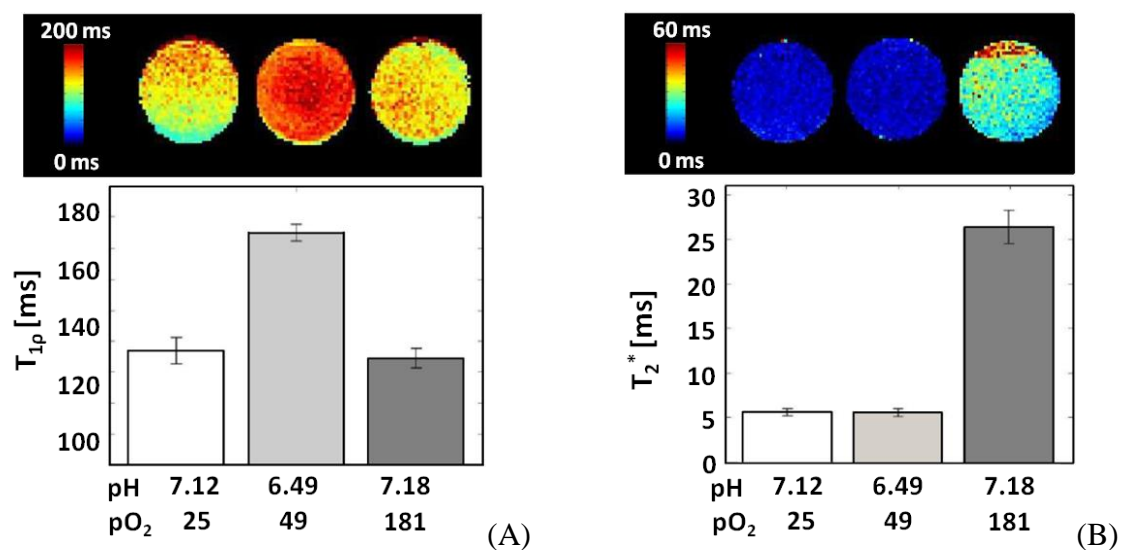 200 ms
0 ms
T1ρ [ms]
180
160
140
120
100
pH 7.12 6.49 7.18
pO2 25 49 181
(A)
60 ms
0 ms
T2* [ms]
30
25
20
15
10
5
0
pH 7.12 6.49 7.18
pO2 25 49 181
(B)